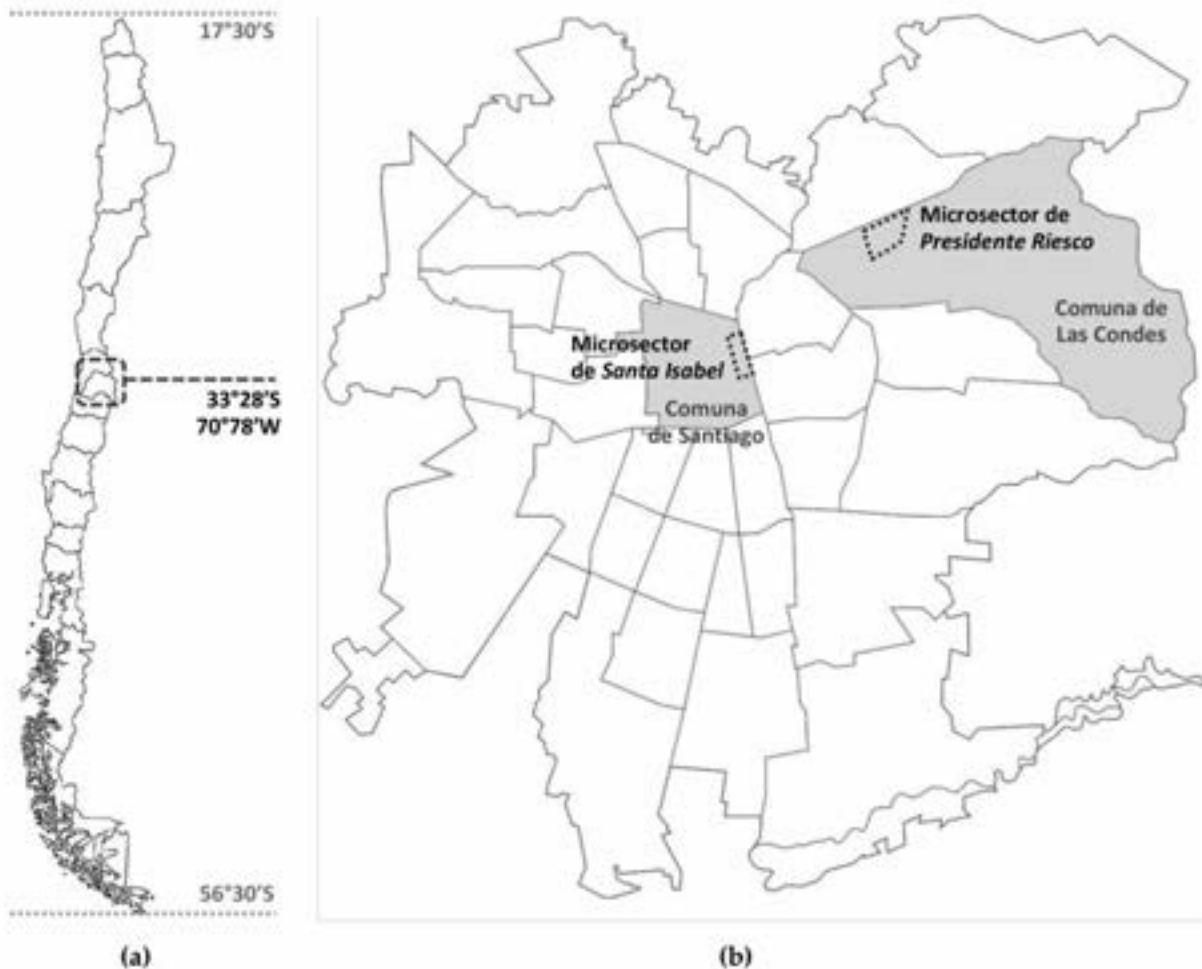 17°30'S
33°28'S
70°78'W
56°30'S
(a)
Microsector de
Presidente Riesco
Comuna de
Las Condes
Microsector
de Santa Isabel
Comuna
de Santiago
(b)